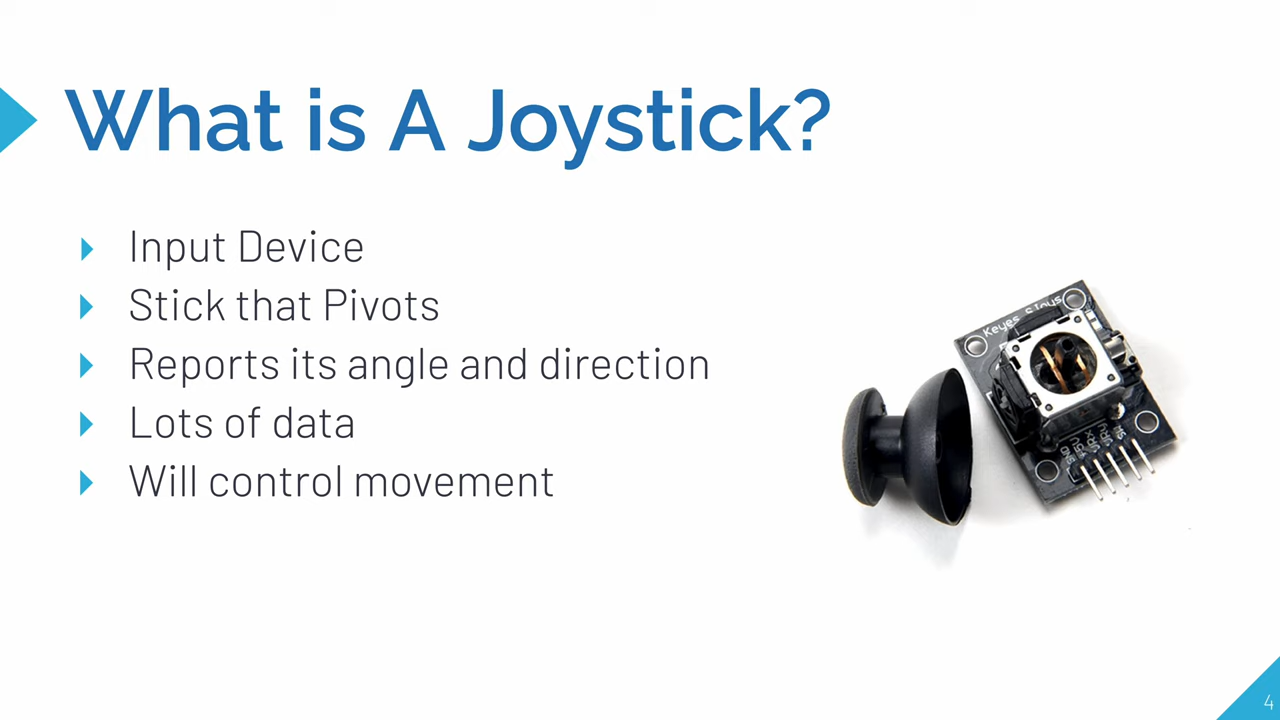 What is A Joystick?
Input Device
Stick that Pivots
Reports its angle and direction
Lots of data
Will control movement
Keyes_SJoys
4